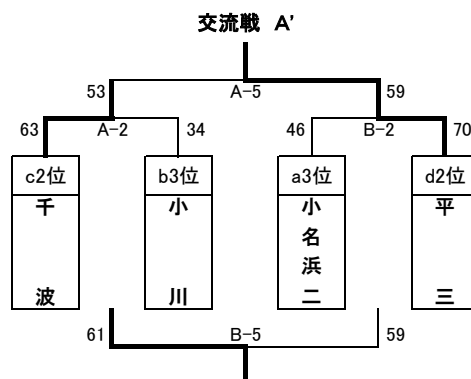 交流戦 A'
53 A-5 59
63 A-2 34 46 B-2 70
c2位 b3位 a3位 d2位
千波 小川 小名浜二 平三
61 B-5 59